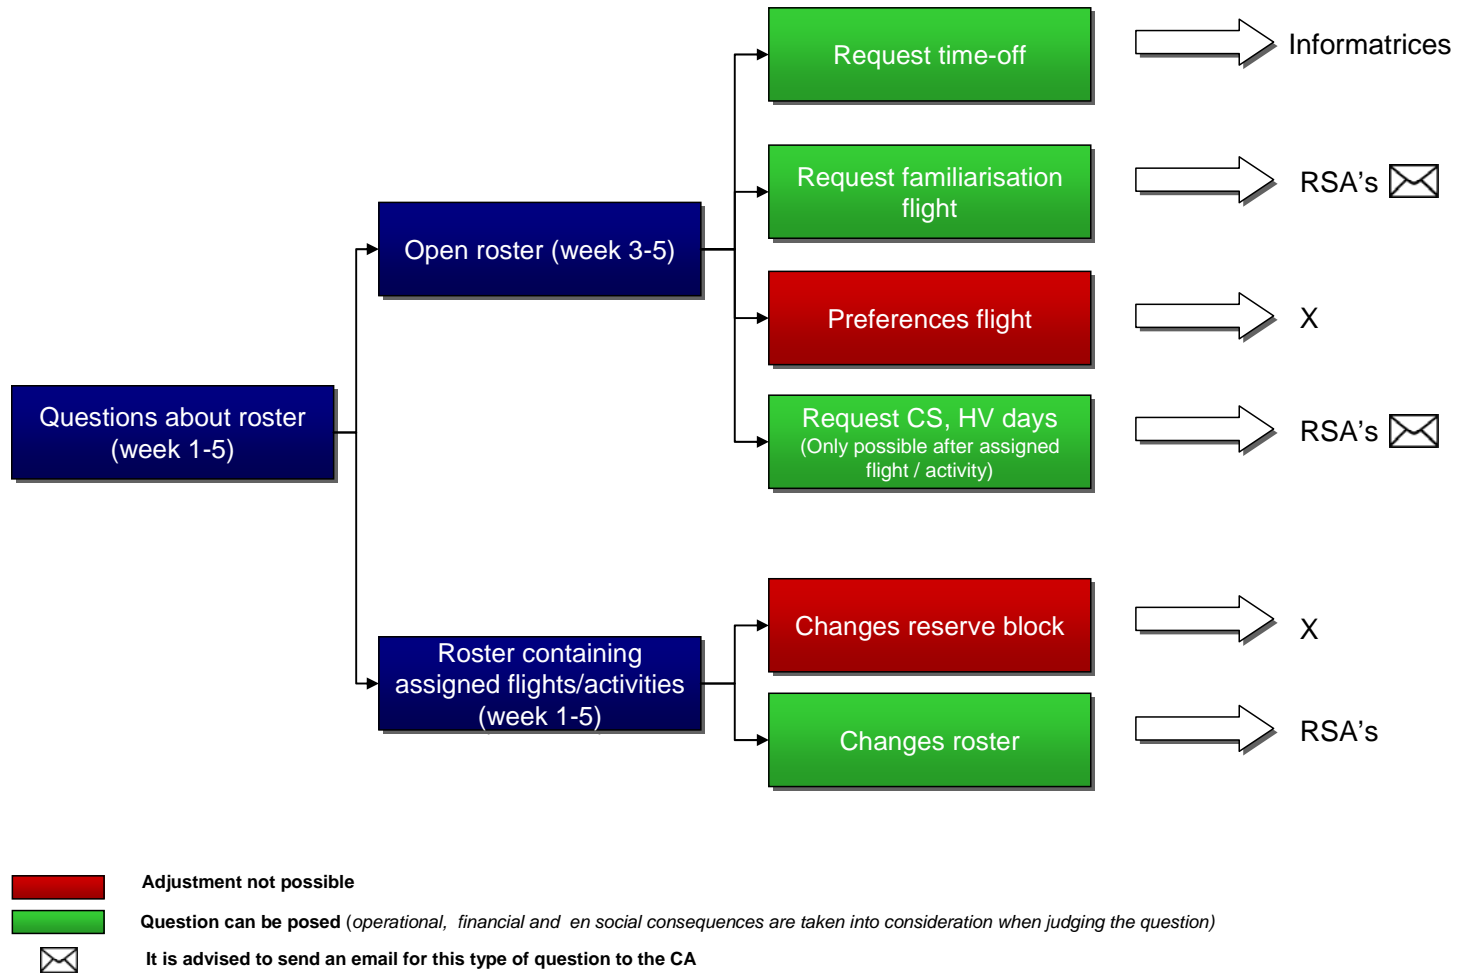 Request time-off
Informatrices
Request familiarisation
flight
RSA's
Open roster (week 3-5)
Preferences flight
X
Questions about roster
(week 1-5)
Request CS, HV days
(Only possible after assigned
flight / activity)
RSA's
Changes reserve block
X
Roster containing
assigned flights/activities
(week 1-5)
Changes roster
RSA's
Adjustment not possible
Question can be posed (operational, financial and en social consequences are taken into consideration when judging the question)
It is advised to send an email for this type of question to the CA